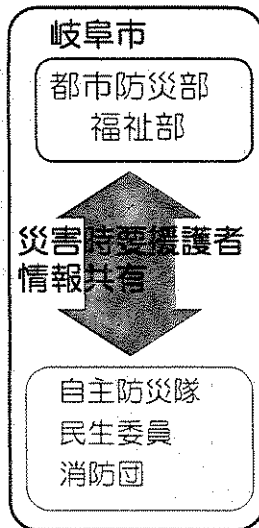 岐阜市
都市防災部
福祉部
災害時要援護者
情報共有
自主防災隊
民生委員
消防団